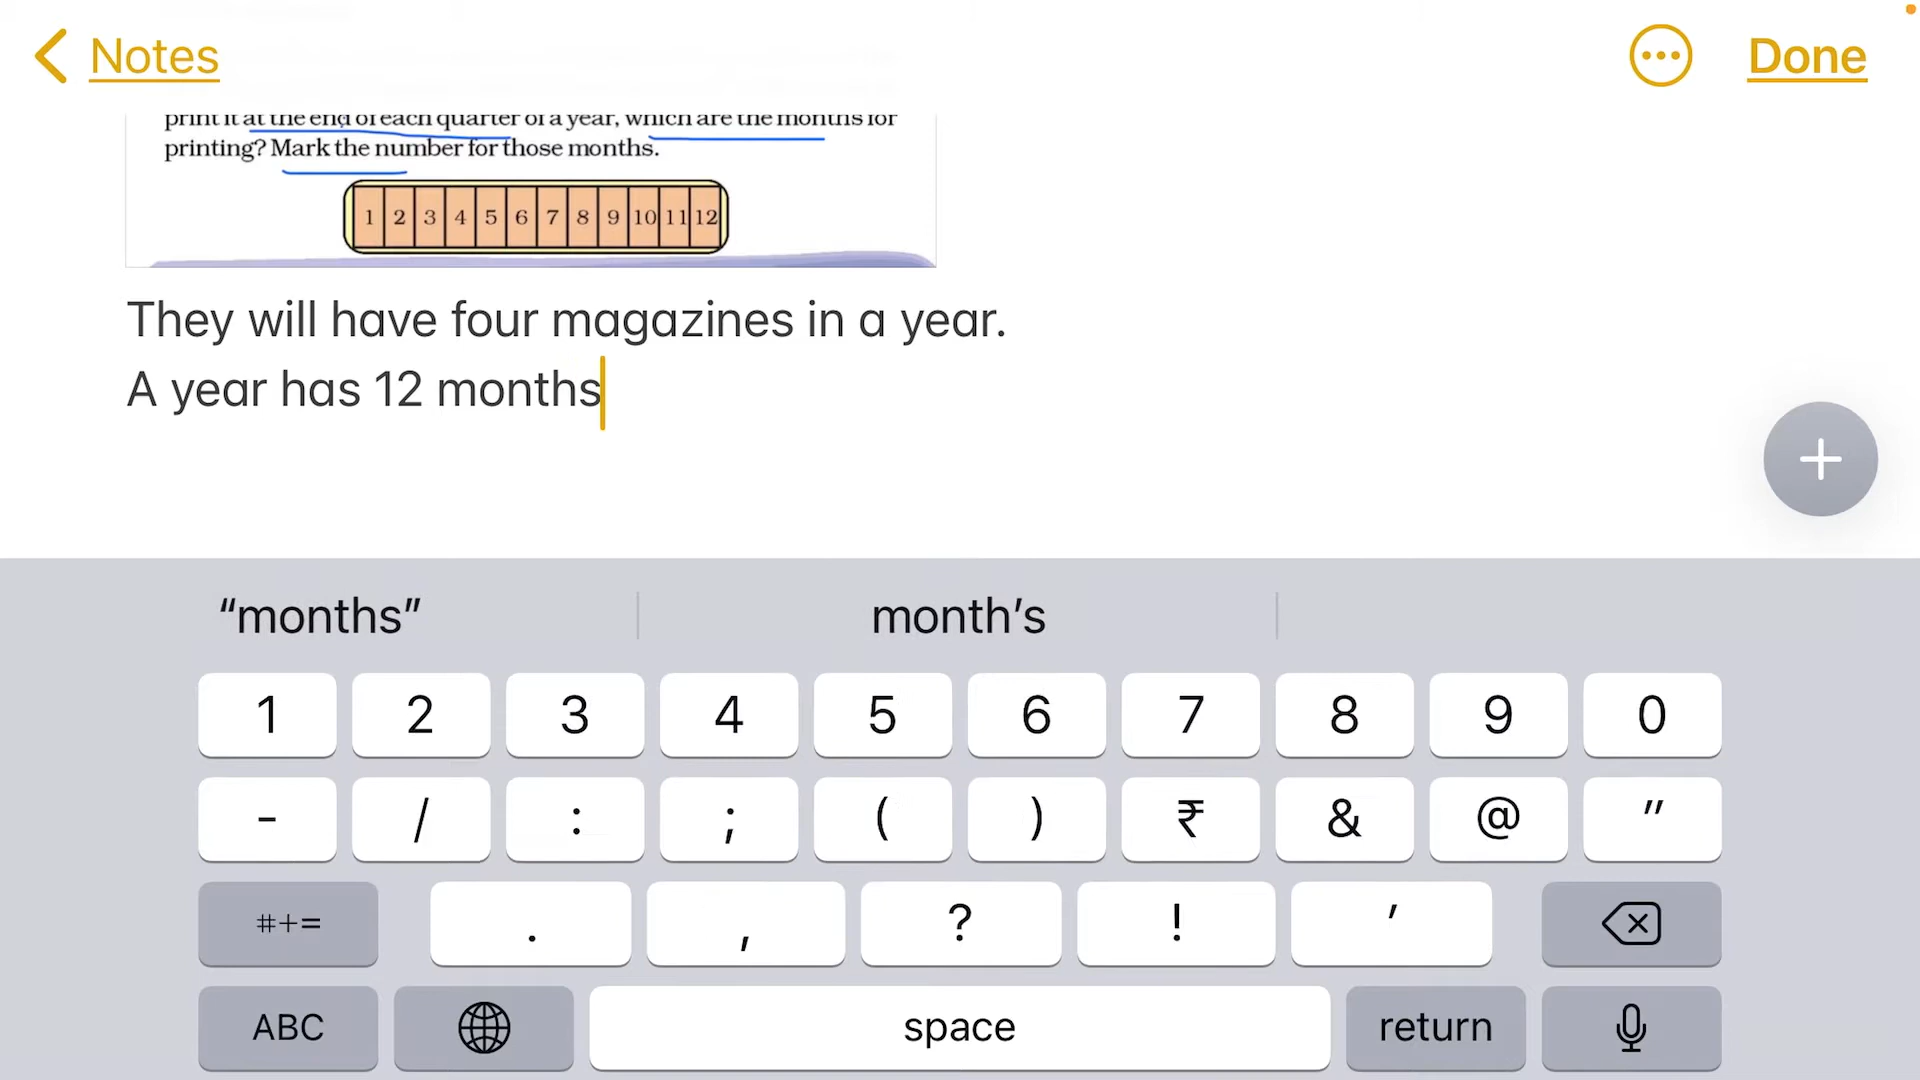 Notes
Done
print it at the end of each quarter of a year, which are the months for
printing? Mark the number for those months.
1 2 3 4 5 6 7 8 9 10 11 12
They will have four magazines in a year.
A year has 12 months
“months” month’s
1 2 3 4 5 6 7 8 9 0
- / : ; ( ) ₹ & @ "
#+= . , ? ! '
ABC space return